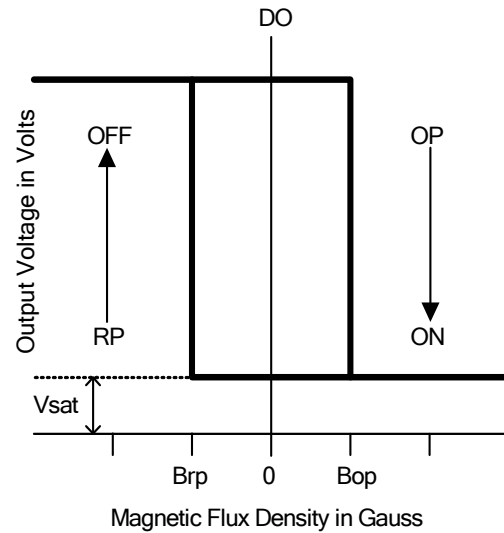 DO
Output Voltage in Volts
OFF
OP
RP
ON
Vsat
Brp
0
Bop
Magnetic Flux Density in Gauss